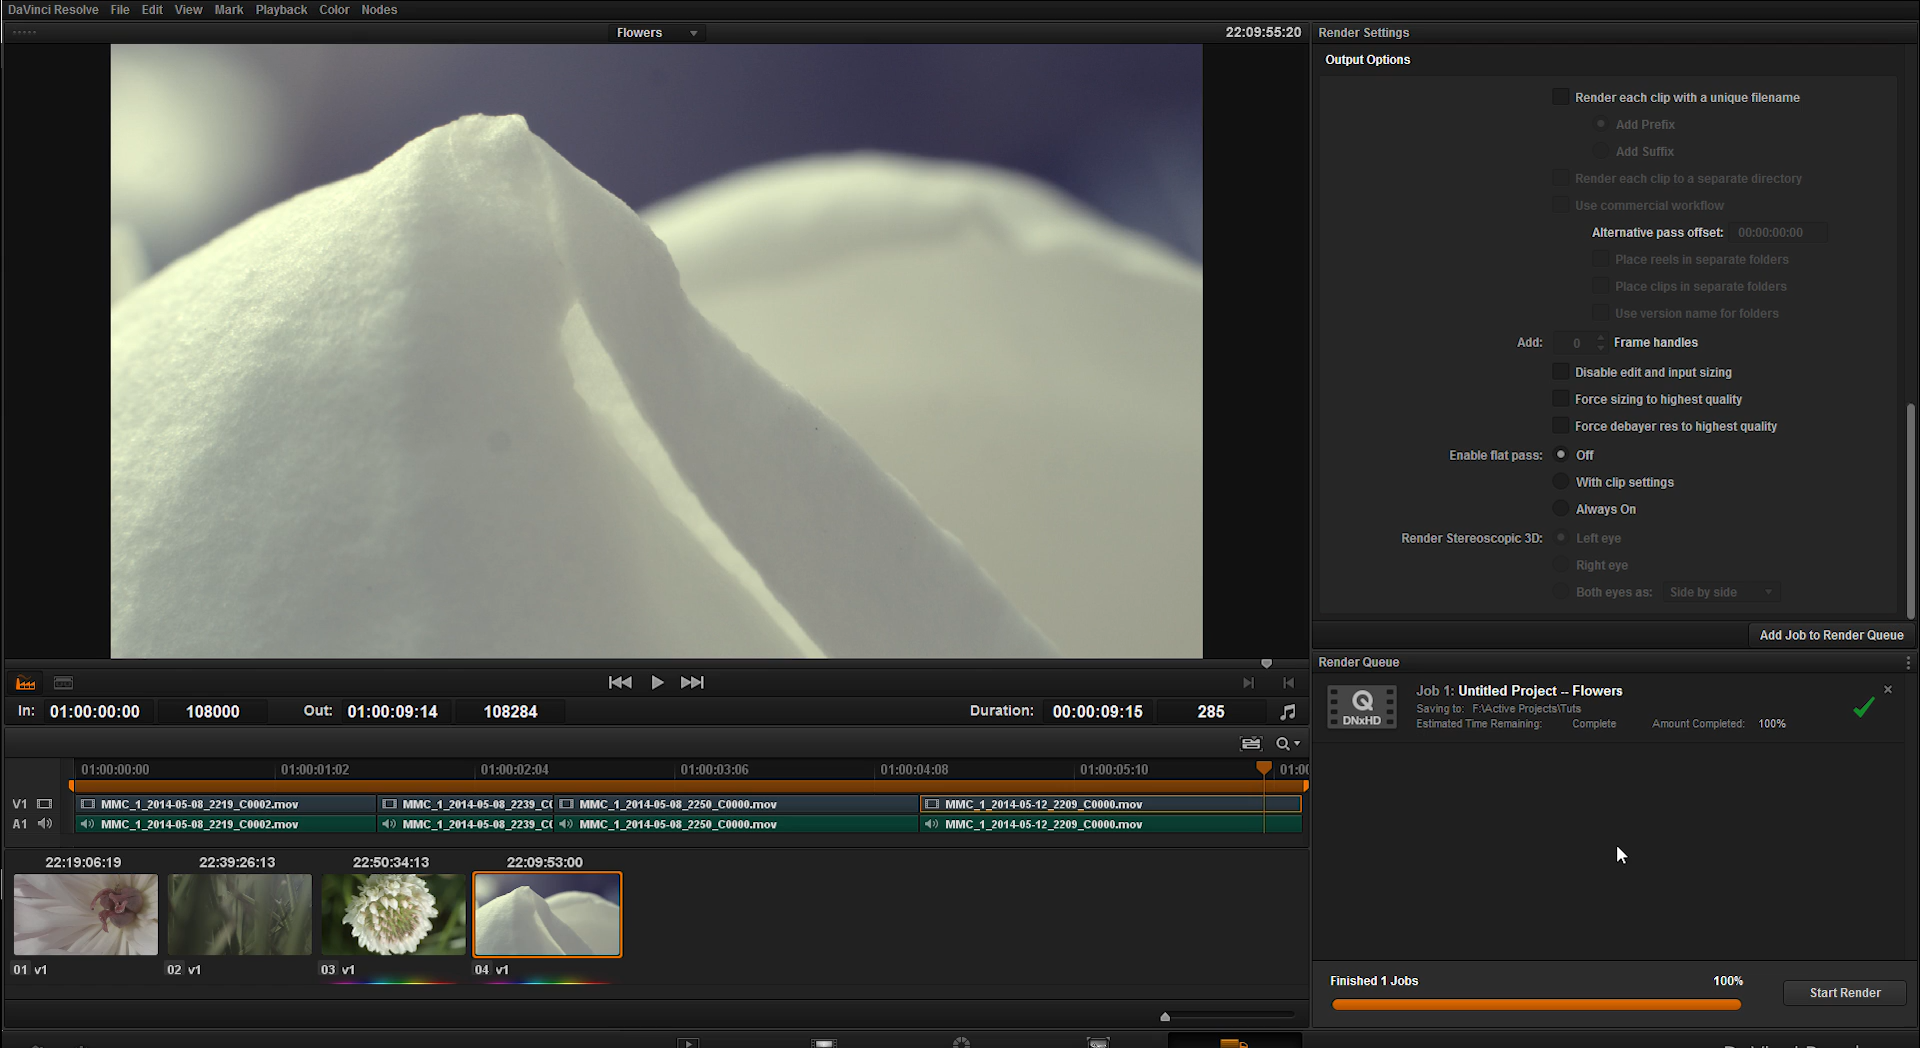 DaVinci Resolve File Edit View Mark Playback Color Nodes
Flowers
22:09:55:20
Render Settings
Output Options
Render each clip with a unique filename
Add Prefix
Add Suffix
Render each clip to a separate directory
Use commercial workflow
Alternative pass offset: 00:00:00:00
Place reels in separate folders
Place clips in separate folders
Use version name for folders
Add: 0 Frame handles
Disable edit and input sizing
Force sizing to highest quality
Force debayer res to highest quality
Enable flat pass: Off
With clip settings
Always On
Render Stereoscopic 3D: Left eye
Right eye
Both eyes as: Side by side
Add Job to Render Queue
Render Queue
Q
DNxHD
Job 1: Untitled Project -- Flowers
Saving to: F:\Active Projects\Tuts
Estimated Time Remaining: Complete Amount Completed: 100%
In: 01:00:00:00 108000 Out: 01:00:09:14 108284 Duration: 00:00:09:15 285
01:00:00:00 01:00:01:02 01:00:02:04 01:00:03:06 01:00:04:08 01:00:05:10 01:00
V1 MMC_1_2014-05-08_2219_C0002.mov MMC_1_2014-05-08_2239_C( MMC_1_2014-05-08_2250_C0000.mov MMC_1_2014-05-12_2209_C0000.mov
A1 MMC_1_2014-05-08_2219_C0002.mov MMC_1_2014-05-08_2239_C( MMC_1_2014-05-08_2250_C0000.mov MMC_1_2014-05-12_2209_C0000.mov
22:19:06:19 22:39:26:13 22:50:34:13 22:09:53:00
01 v1 02 v1 03 v1 04 v1
Finished 1 Jobs 100%
Start Render